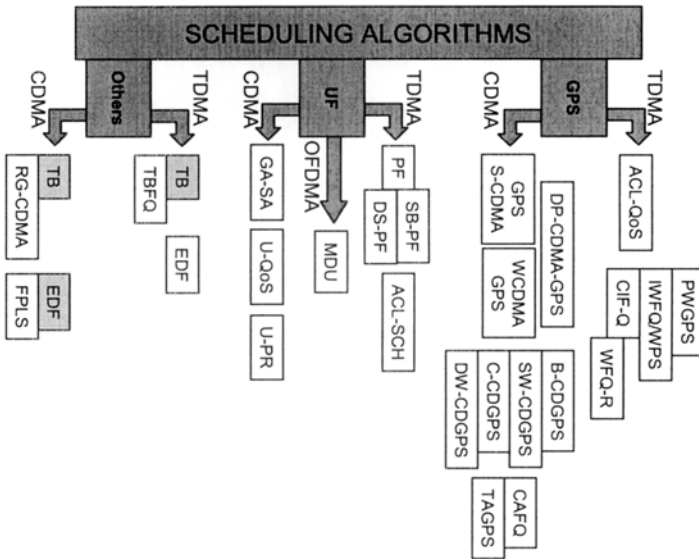 SCHEDULING ALGORITHMS
GPS
TDMA
ACL-QoS
PWGPS
IWFQ/WPS
CIF-Q
WFQ-R
CDMA
DP-CDMA-GPS
GPS
S-CDMA
WCDMA
GPS
B-CDGPS
SW-CDGPS
C-CDGPS
DW-CDGPS
CAFQ
TAGPS
UF
TDMA
PF
SB-PF
DS-PF
ACL-SCH
OFDMA
MDU
CDMA
GA-SA
U-QoS
U-PR
Others
TDMA
TB
TBFQ
EDF
CDMA
TB
RG-CDMA
EDF
FPLS